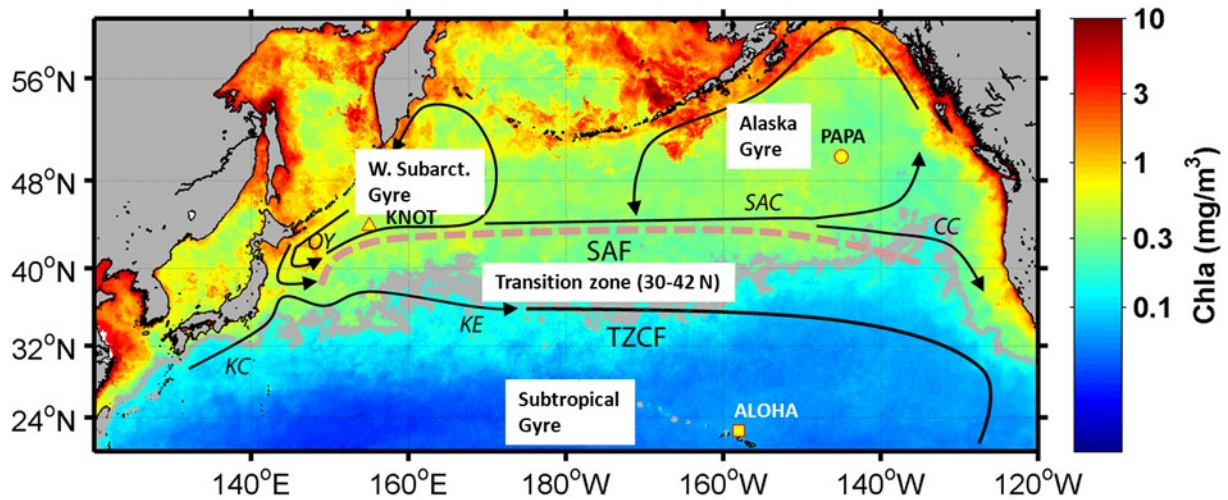 56°N
48°N
40°N
32°N
24°N
140°E
160°E
180°W
160°W
140°W
120°W
W. Subarct.
Gyre
KNOT
OY
Alaska
Gyre
PAPA
SAC
CC
SAF
Transition zone (30-42 N)
KE
TZCF
KC
Subtropical
Gyre
ALOHA
10
3
1
0.3
0.1
Chla (mg/m³)